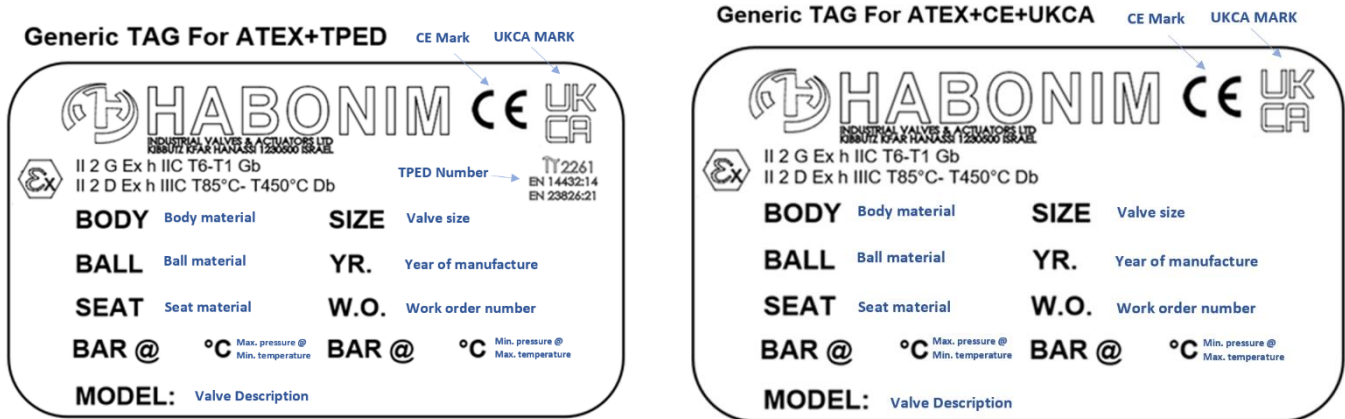 Generic TAG For ATEX+TPED
CE Mark
UKCA MARK
HABONIM
CE
UK
CA
INDUSTRIAL VALVES & ACTUATORS LTD
KIBBUTZ KFAR HANASSI 1230500 ISRAEL
Ex
II 2 G Ex h IIC T6-T1 Gb
II 2 D Ex h IIIC T85°C- T450°C Db
TPED Number
π 2261
EN 14432:14
EN 23826:21
BODY Body material SIZE Valve size
BALL Ball material YR. Year of manufacture
SEAT Seat material W.O. Work order number
BAR @ °C Max. pressure @ Min. temperature BAR @ °C Min. pressure @ Max. temperature
MODEL: Valve Description
Generic TAG For ATEX+CE+UKCA
CE Mark
UKCA MARK
HABONIM
CE
UK
CA
INDUSTRIAL VALVES & ACTUATORS LTD
KIBBUTZ KFAR HANASSI 1230500 ISRAEL
Ex
II 2 G Ex h IIC T6-T1 Gb
II 2 D Ex h IIIC T85°C- T450°C Db
BODY Body material SIZE Valve size
BALL Ball material YR. Year of manufacture
SEAT Seat material W.O. Work order number
BAR @ °C Max. pressure @ Min. temperature BAR @ °C Min. pressure @ Max. temperature
MODEL: Valve Description